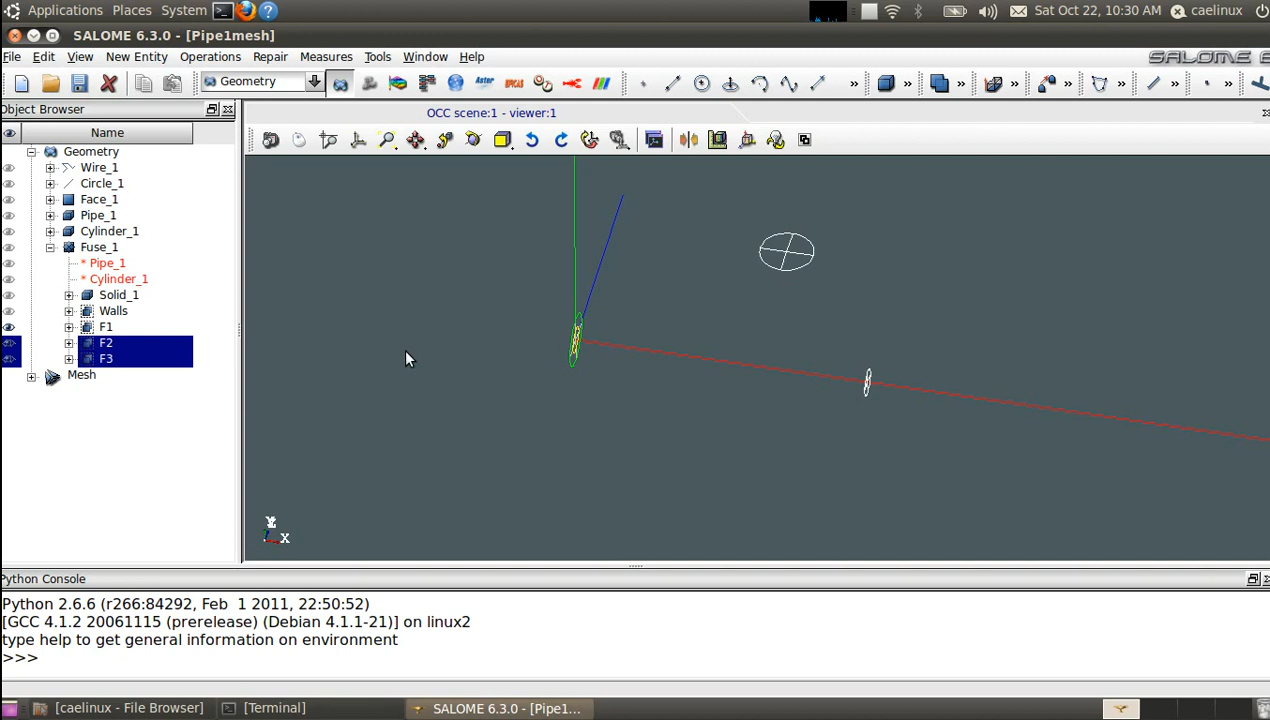 Applications Places System Sat Oct 22, 10:30 AM caelinux
SALOME 6.3.0 - [Pipe1mesh]
File Edit View New Entity Operations Repair Measures Tools Window Help SALOME
Geometry Aster
Object Browser
OCC scene:1 - viewer:1
Name
Geometry
Wire_1
Circle_1
Face_1
Pipe_1
Cylinder_1
Fuse_1
* Pipe_1
* Cylinder_1
Solid_1
Walls
F1
F2
F3
Mesh
X
Python Console
Python 2.6.6 (r266:84292, Feb  1 2011, 22:50:52)
[GCC 4.1.2 20061115 (prerelease) (Debian 4.1.1-21)] on linux2
type help to get general information on environment
>>>
[caelinux - File Browser] [Terminal] SALOME 6.3.0 - [Pipe1...